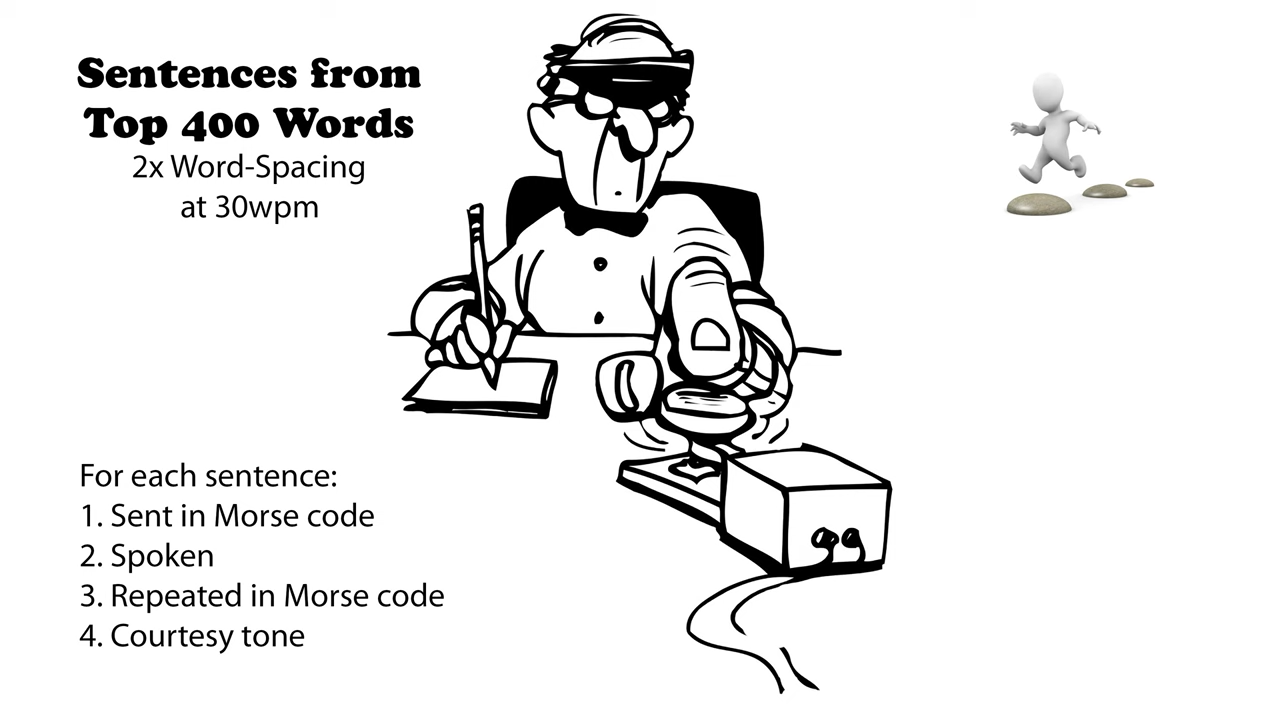 Sentences from
Top 400 Words
2x Word-Spacing
at 30wpm
For each sentence:
1. Sent in Morse code
2. Spoken
3. Repeated in Morse code
4. Courtesy tone